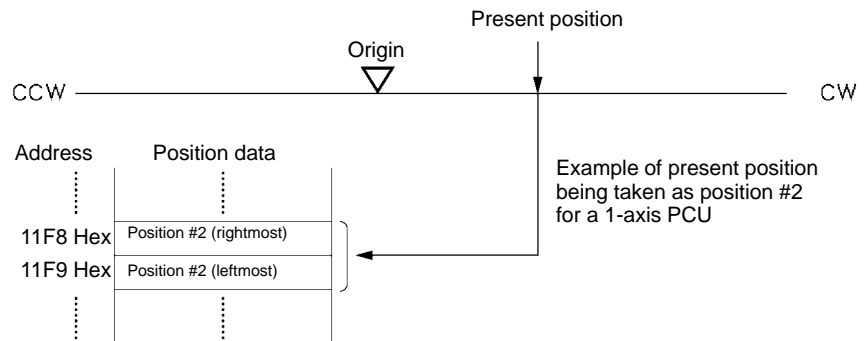 Present position
Origin
CCW
CW
Address
Position data
Example of present position
being taken as position #2
for a 1-axis PCU
11F8 Hex
Position #2 (rightmost)
11F9 Hex
Position #2 (leftmost)